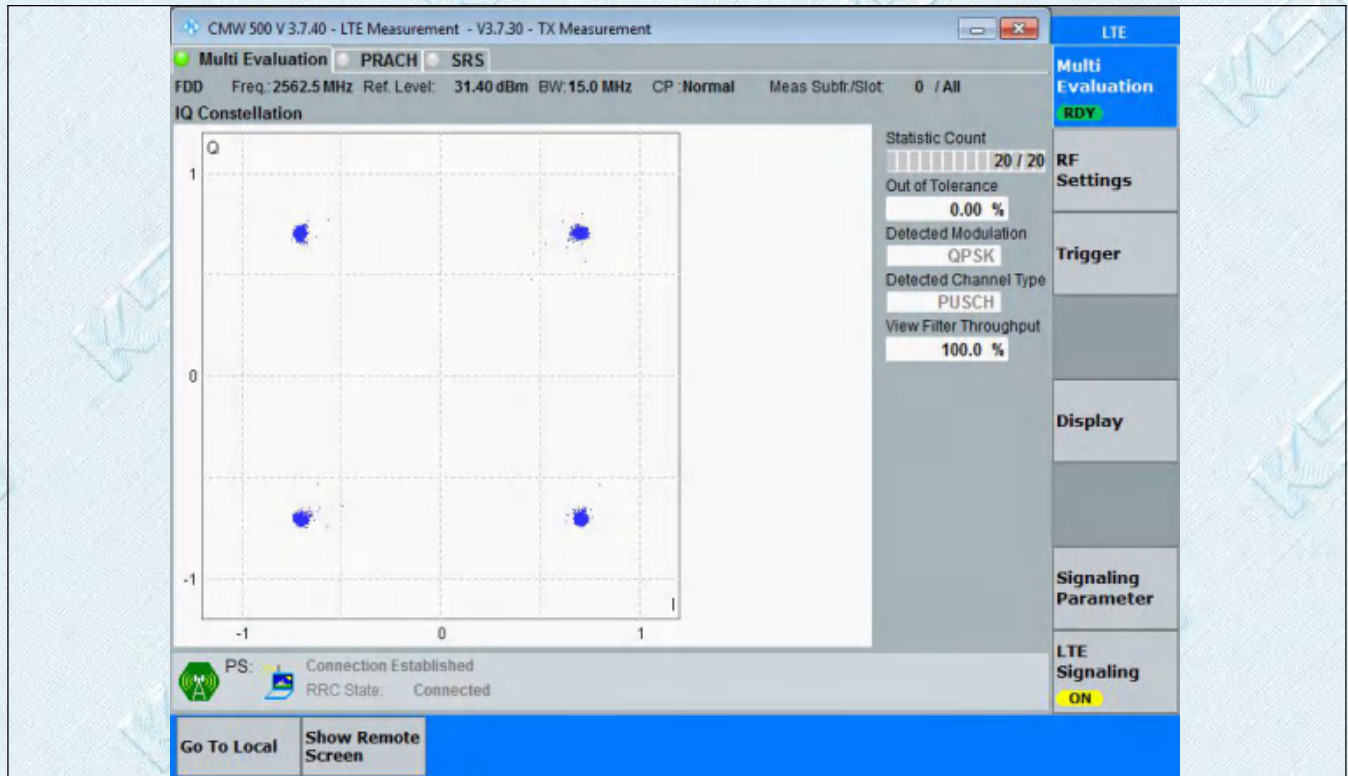 CMW 500 V 3.7.40 - LTE Measurement - V3.7.30 - TX Measurement
LTE
Multi Evaluation PRACH SRS
FDD Freq.: 2562.5 MHz Ref. Level: 31.40 dBm BW: 15.0 MHz CP :Normal Meas Subfr./Slot: 0 / All
IQ Constellation
Q
1
0
-1
I
-1 0 1
Statistic Count
20 / 20
Out of Tolerance
0.00 %
Detected Modulation
QPSK
Detected Channel Type
PUSCH
View Filter Throughput
100.0 %
Multi
Evaluation
RDY
RF
Settings
Trigger
Display
Signaling
Parameter
LTE
Signaling
ON
PS: Connection Established
RRC State: Connected
Go To Local
Show Remote
Screen